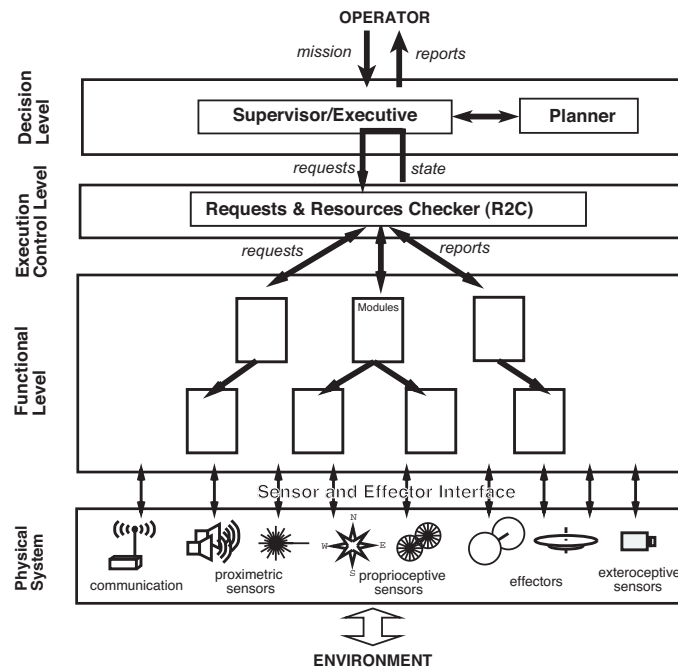 OPERATOR
mission
reports
Decision
Level
Supervisor/Executive
Planner
requests
state
Execution
Control Level
Requests & Resources Checker (R2C)
requests
reports
Functional
Level
Modules
Sensor and Effector Interface
Physical
System
N
W
E
S
communication
proximetric
sensors
proprioceptive
sensors
effectors
exteroceptive
sensors
ENVIRONMENT